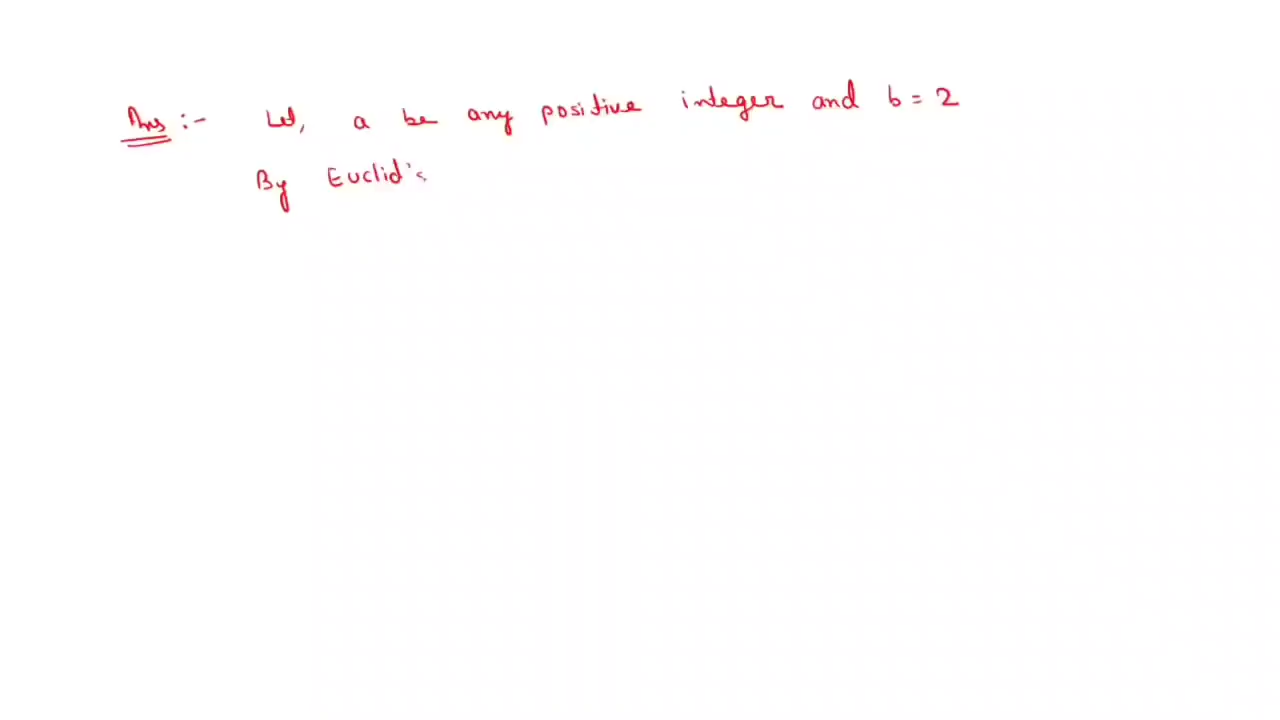 Ans :- Let, a be any positive integer and b = 2
By Euclid's